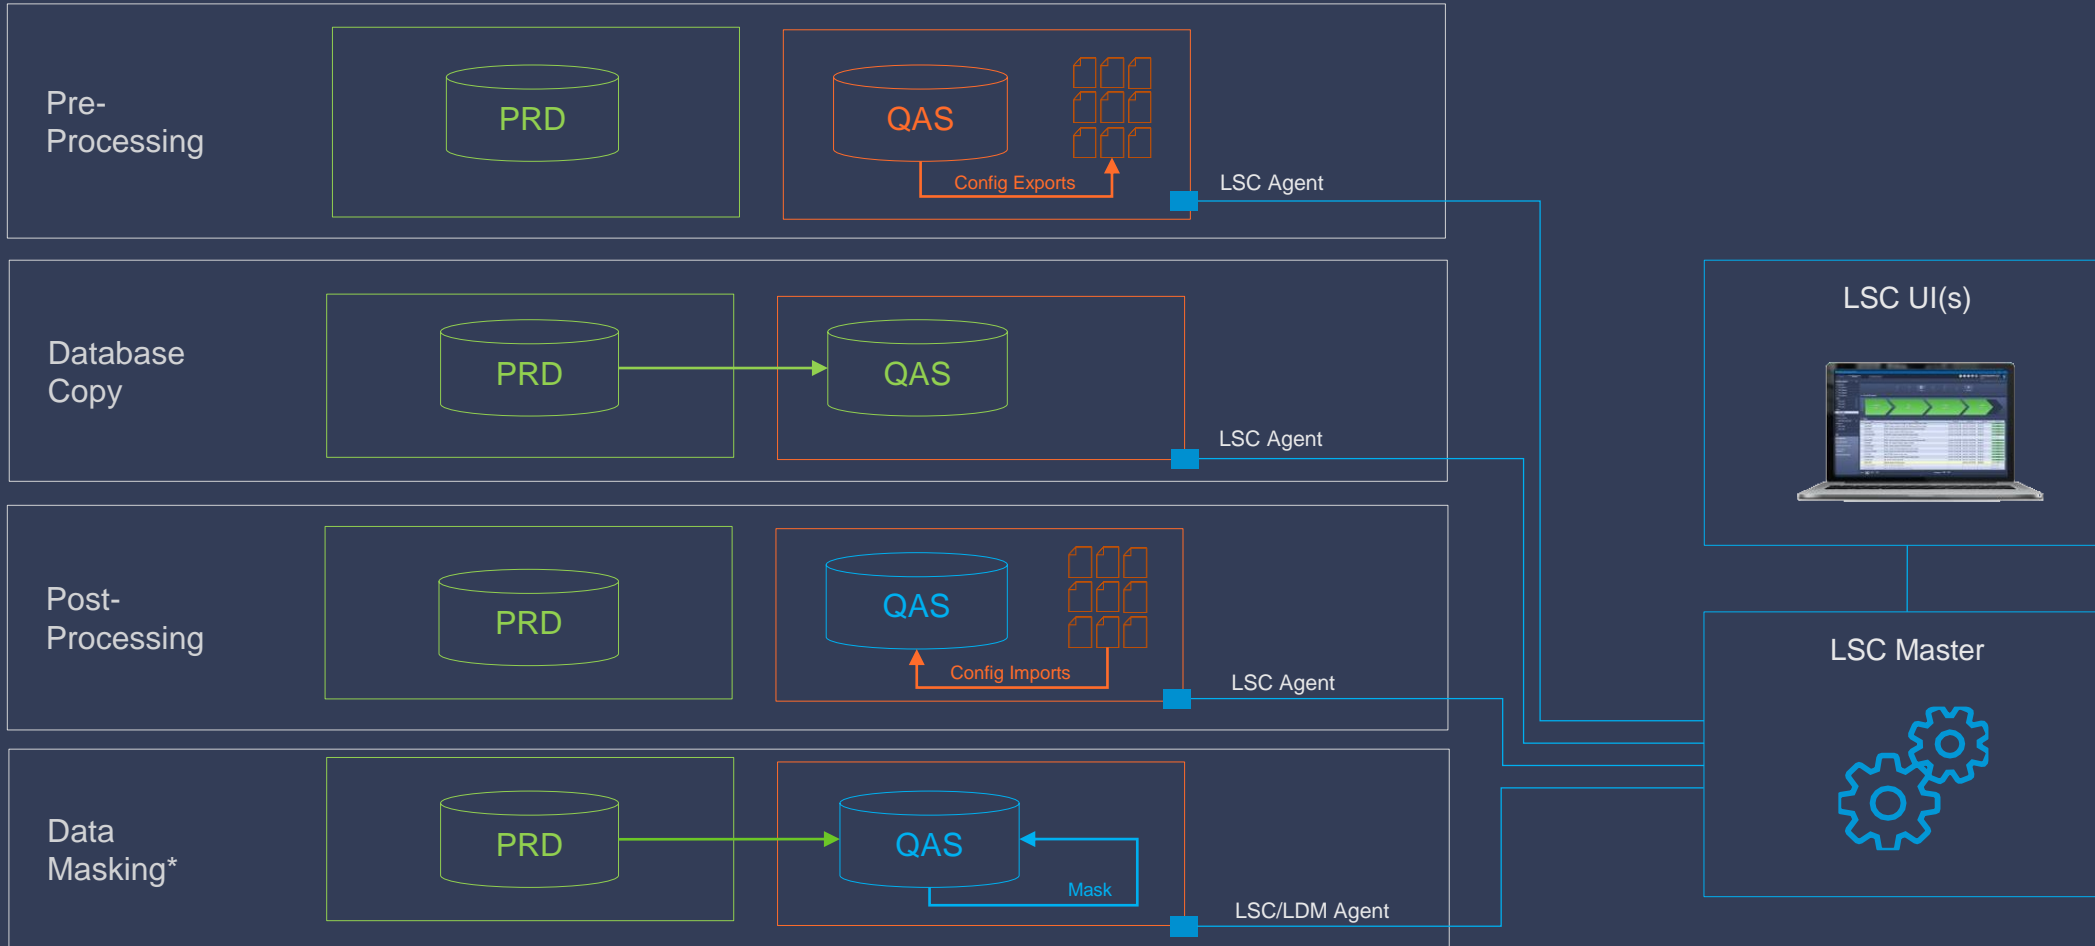 Pre-
Processing
PRD
QAS
Config Exports
LSC Agent
Database
Copy
PRD
QAS
LSC Agent
LSC UI(s)
Post-
Processing
PRD
QAS
Config Imports
LSC Agent
LSC Master
Data
Masking*
PRD
QAS
Mask
LSC/LDM Agent